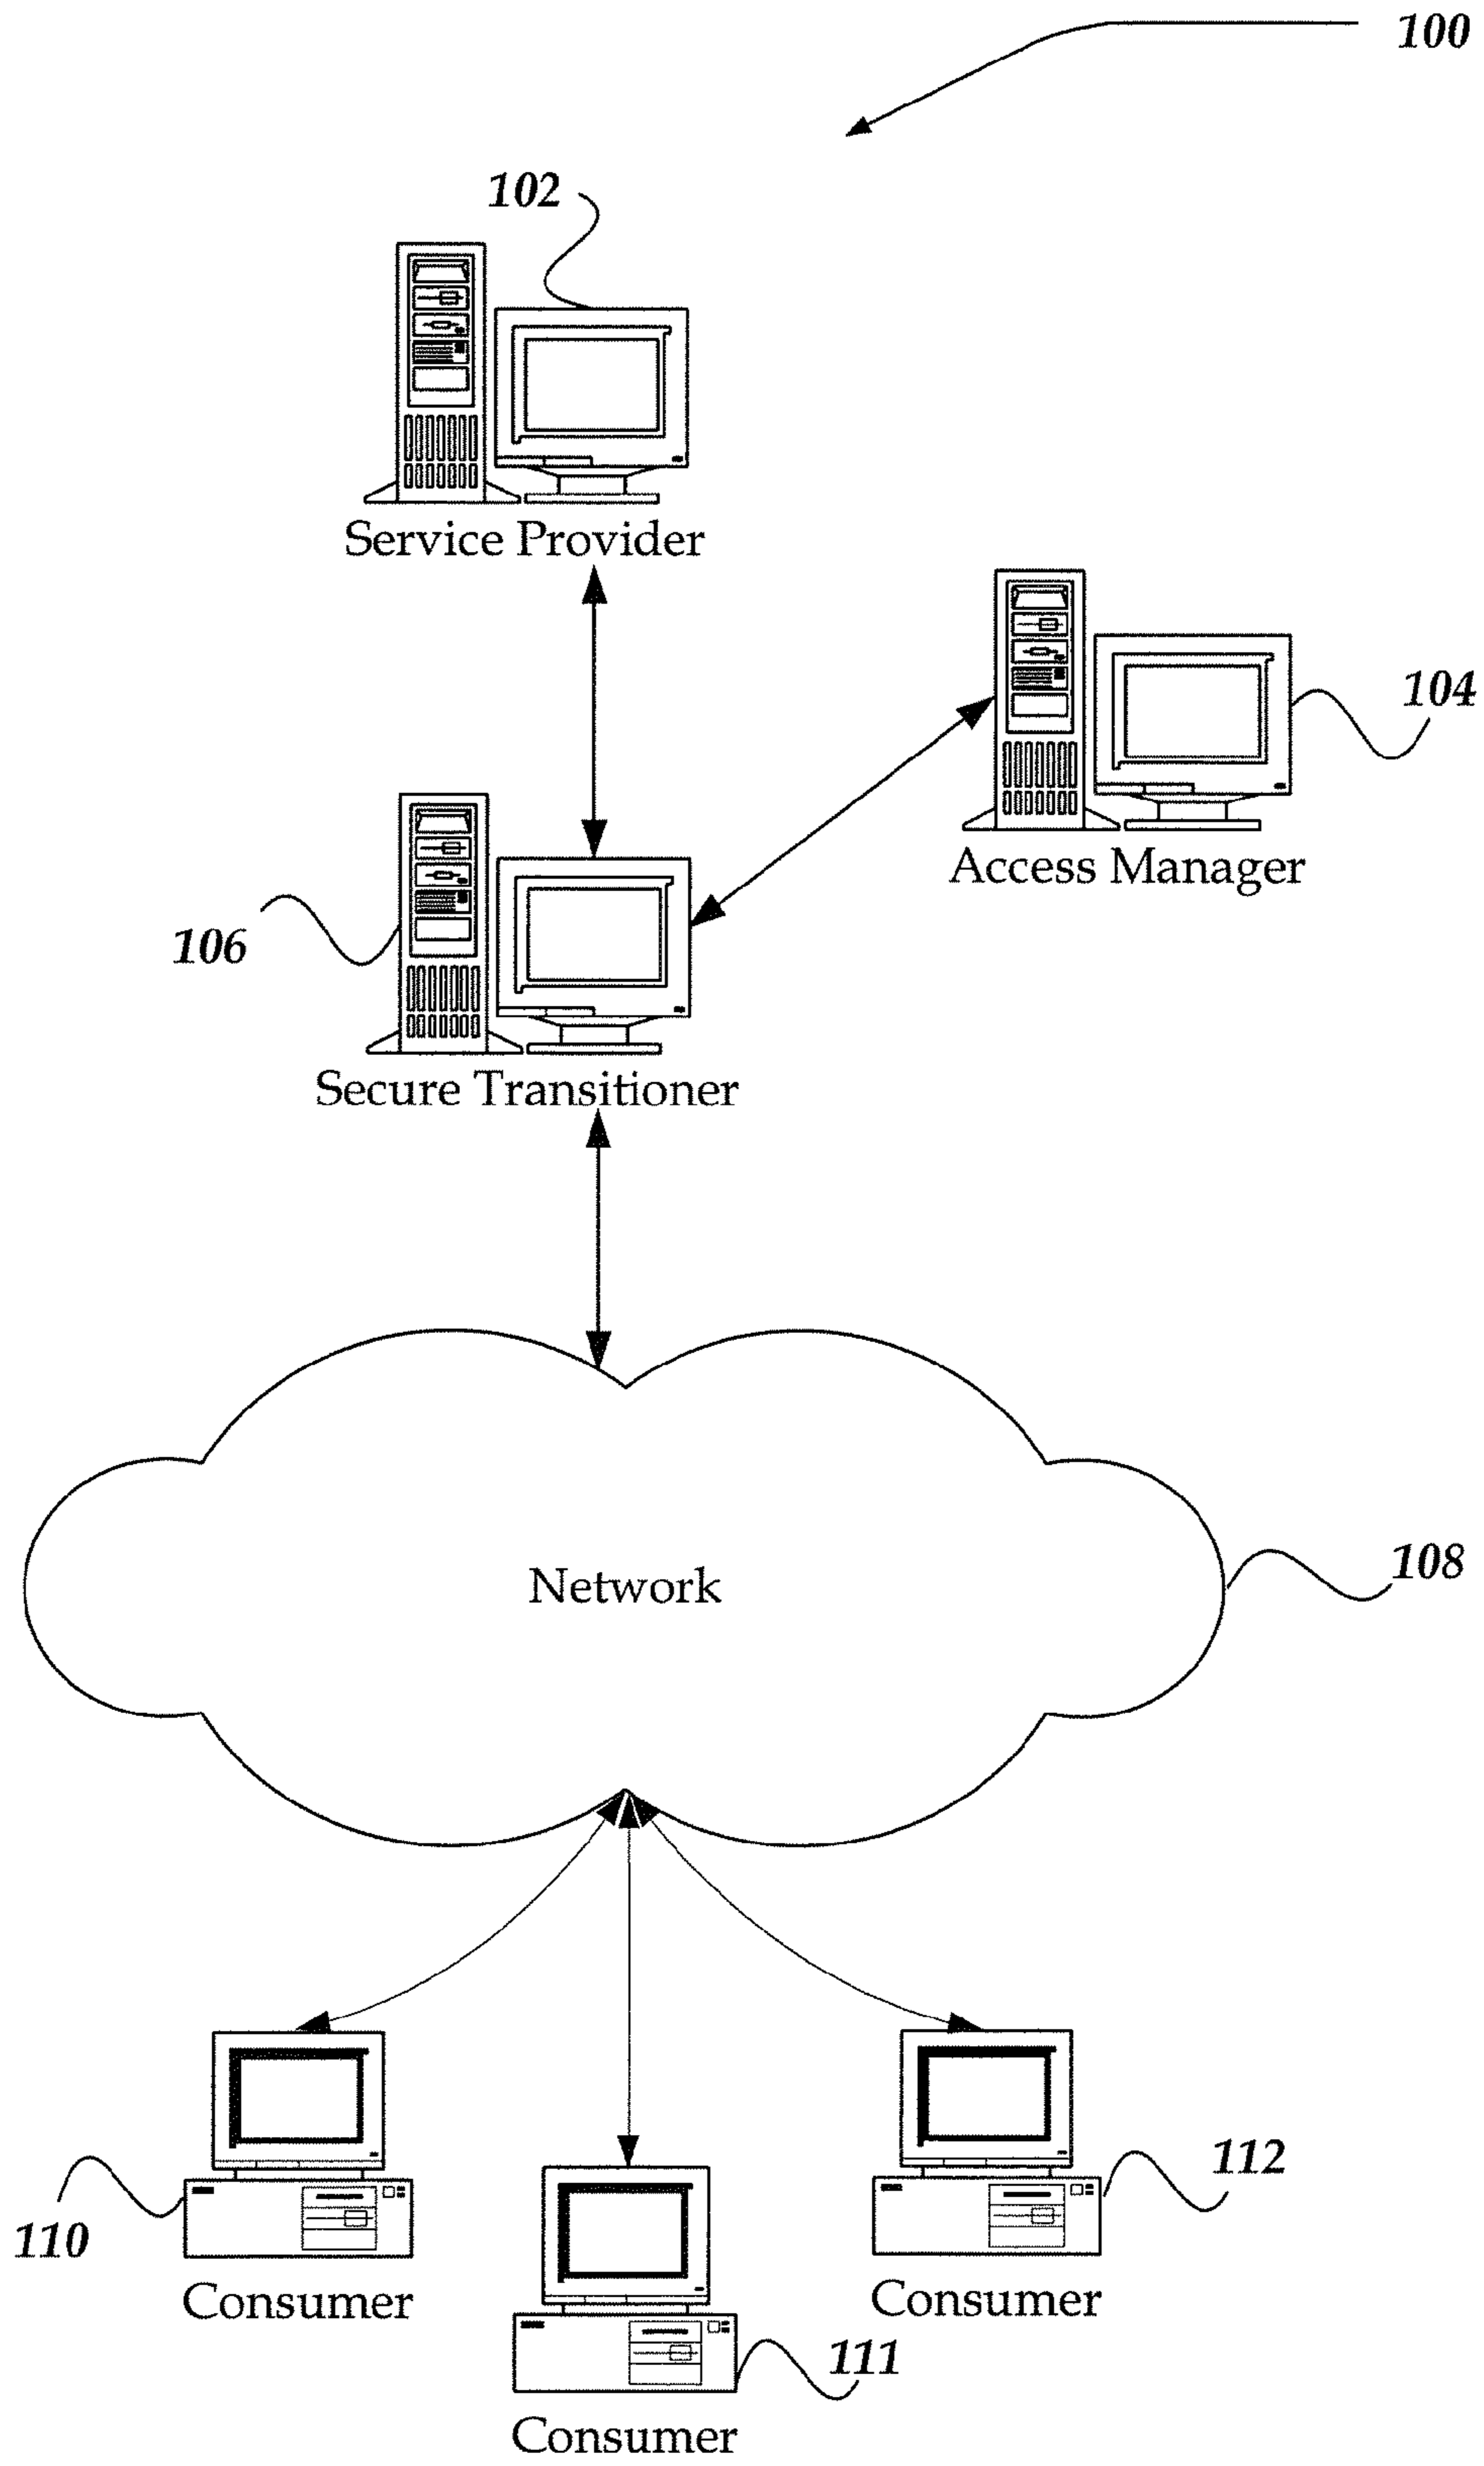 100
102
Service Provider
104
Access Manager
106
Secure Transitioner
Network
108
110
Consumer
112
Consumer
111
Consumer